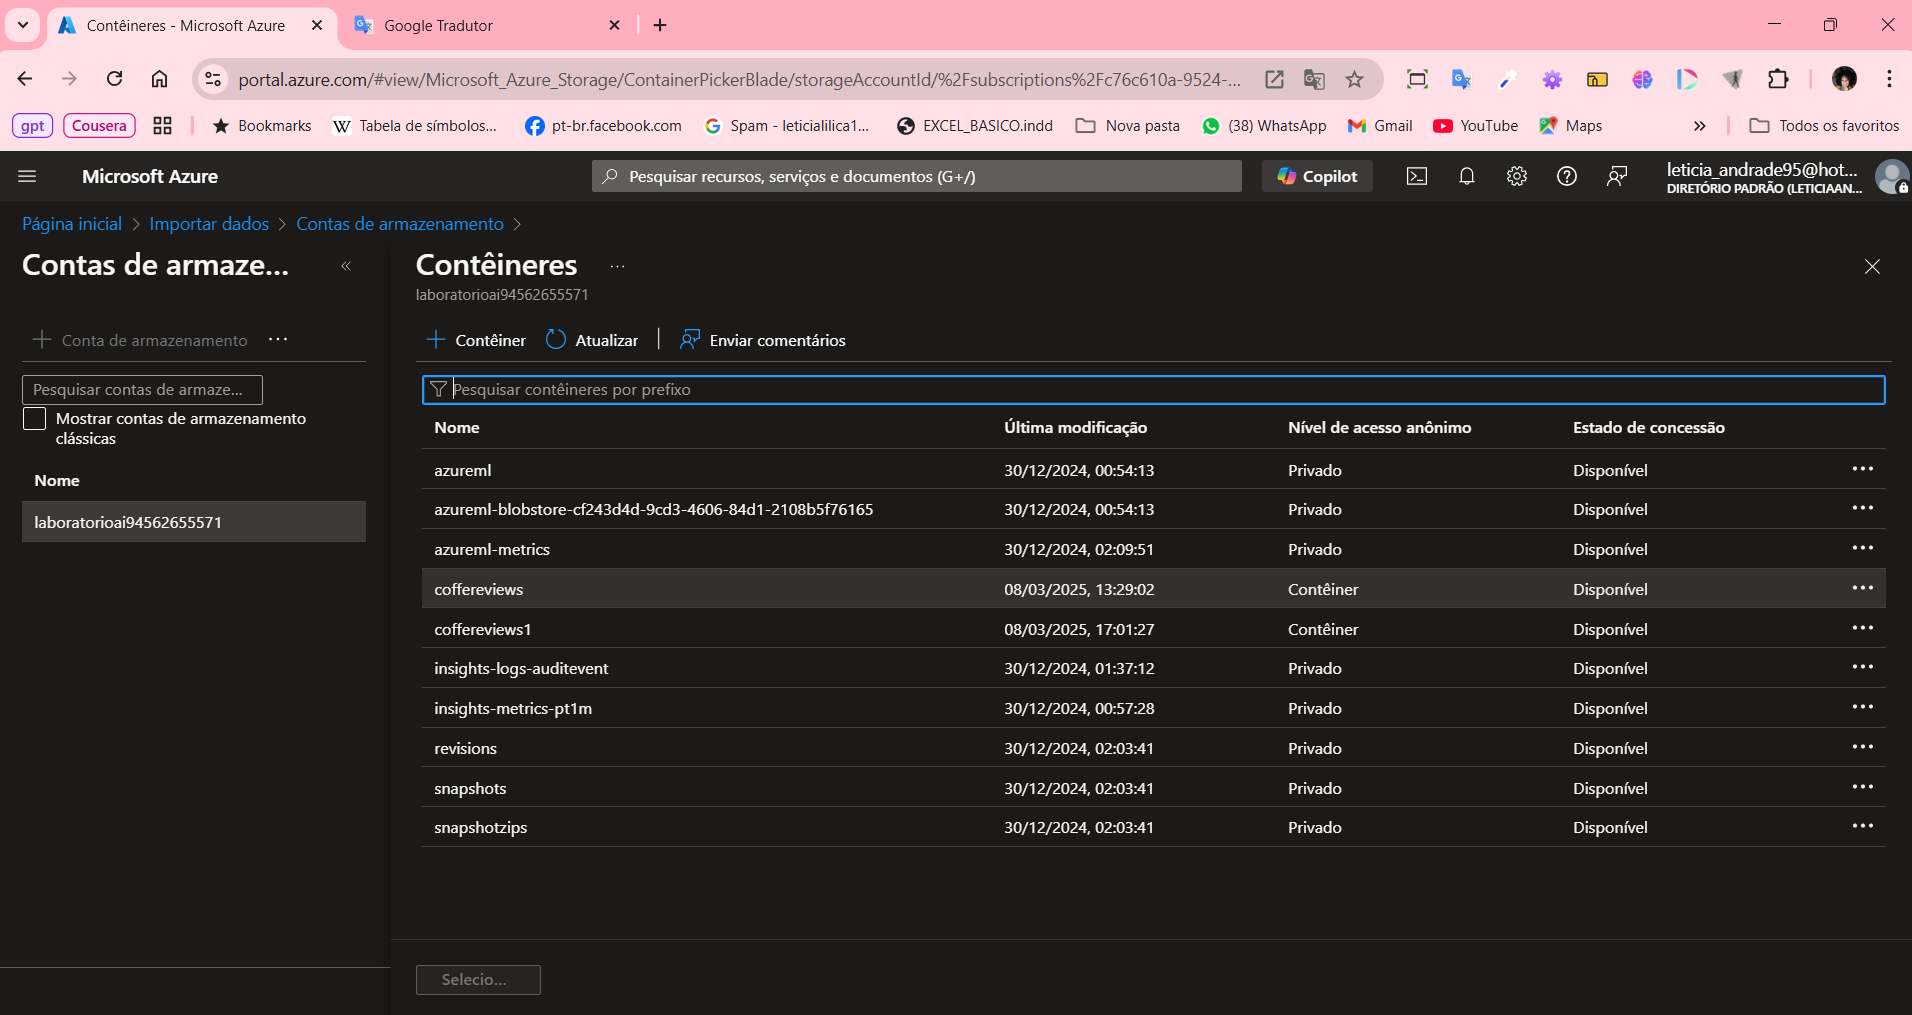 Contêineres - Microsoft Azure
Google Tradutor
portal.azure.com/#view/Microsoft_Azure_Storage/ContainerPickerBlade/storageAccountId/%2Fsubscriptions%2Fc76c610a-9524-...
gpt
Cousera
Bookmarks
Tabela de símbolos...
pt-br.facebook.com
Spam - leticialilica1...
EXCEL_BASICO.indd
Nova pasta
(38) WhatsApp
Gmail
YouTube
Maps
Todos os favoritos
Microsoft Azure
Pesquisar recursos, serviços e documentos (G+/)
Copilot
leticia_andrade95@hot...
DIRETÓRIO PADRÃO (LETICIAAN...
Página inicial > Importar dados > Contas de armazenamento >
Contas de armaze...
Conta de armazenamento ...
Pesquisar contas de armaze...
Mostrar contas de armazenamento
clássicas
Nome
laboratorioai94562655571
Contêineres ...
laboratorioai94562655571
Contêiner
Atualizar
Enviar comentários
Pesquisar contêineres por prefixo
Nome Última modificação Nível de acesso anônimo Estado de concessão
azureml 30/12/2024, 00:54:13 Privado Disponível
azureml-blobstore-cf243d4d-9cd3-4606-84d1-2108b5f76165 30/12/2024, 00:54:13 Privado Disponível
azureml-metrics 30/12/2024, 02:09:51 Privado Disponível
coffereviews 08/03/2025, 13:29:02 Contêiner Disponível
coffereviews1 08/03/2025, 17:01:27 Contêiner Disponível
insights-logs-auditevent 30/12/2024, 01:37:12 Privado Disponível
insights-metrics-pt1m 30/12/2024, 00:57:28 Privado Disponível
revisions 30/12/2024, 02:03:41 Privado Disponível
snapshots 30/12/2024, 02:03:41 Privado Disponível
snapshotzips 30/12/2024, 02:03:41 Privado Disponível
Selecio...